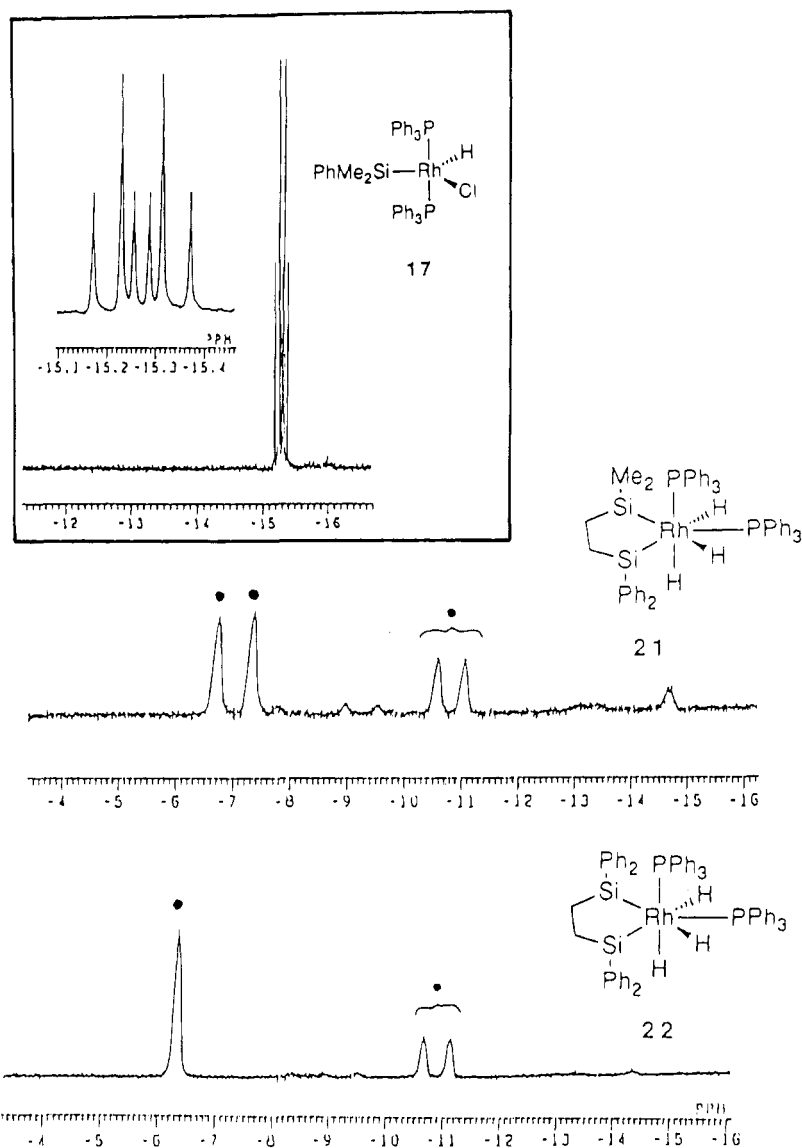 Ph3P
H
PhMe2Si Rh
Cl
Ph3P
17
PPM
-15.1 -15.2 -15.3 -15.4
-12 -13 -14 -15 -16
Me2 PPh3
Si H
Rh PPh3
Si H
H
Ph2
21
-4 -5 -6 -7 -8 -9 -10 -11 -12 -13 -14 -15 -16
Ph2 PPh3
Si H
Rh PPh3
Si H
H
Ph2
22
PPM
-4 -5 -6 -7 -8 -9 -10 -11 -12 -13 -14 -15 -16